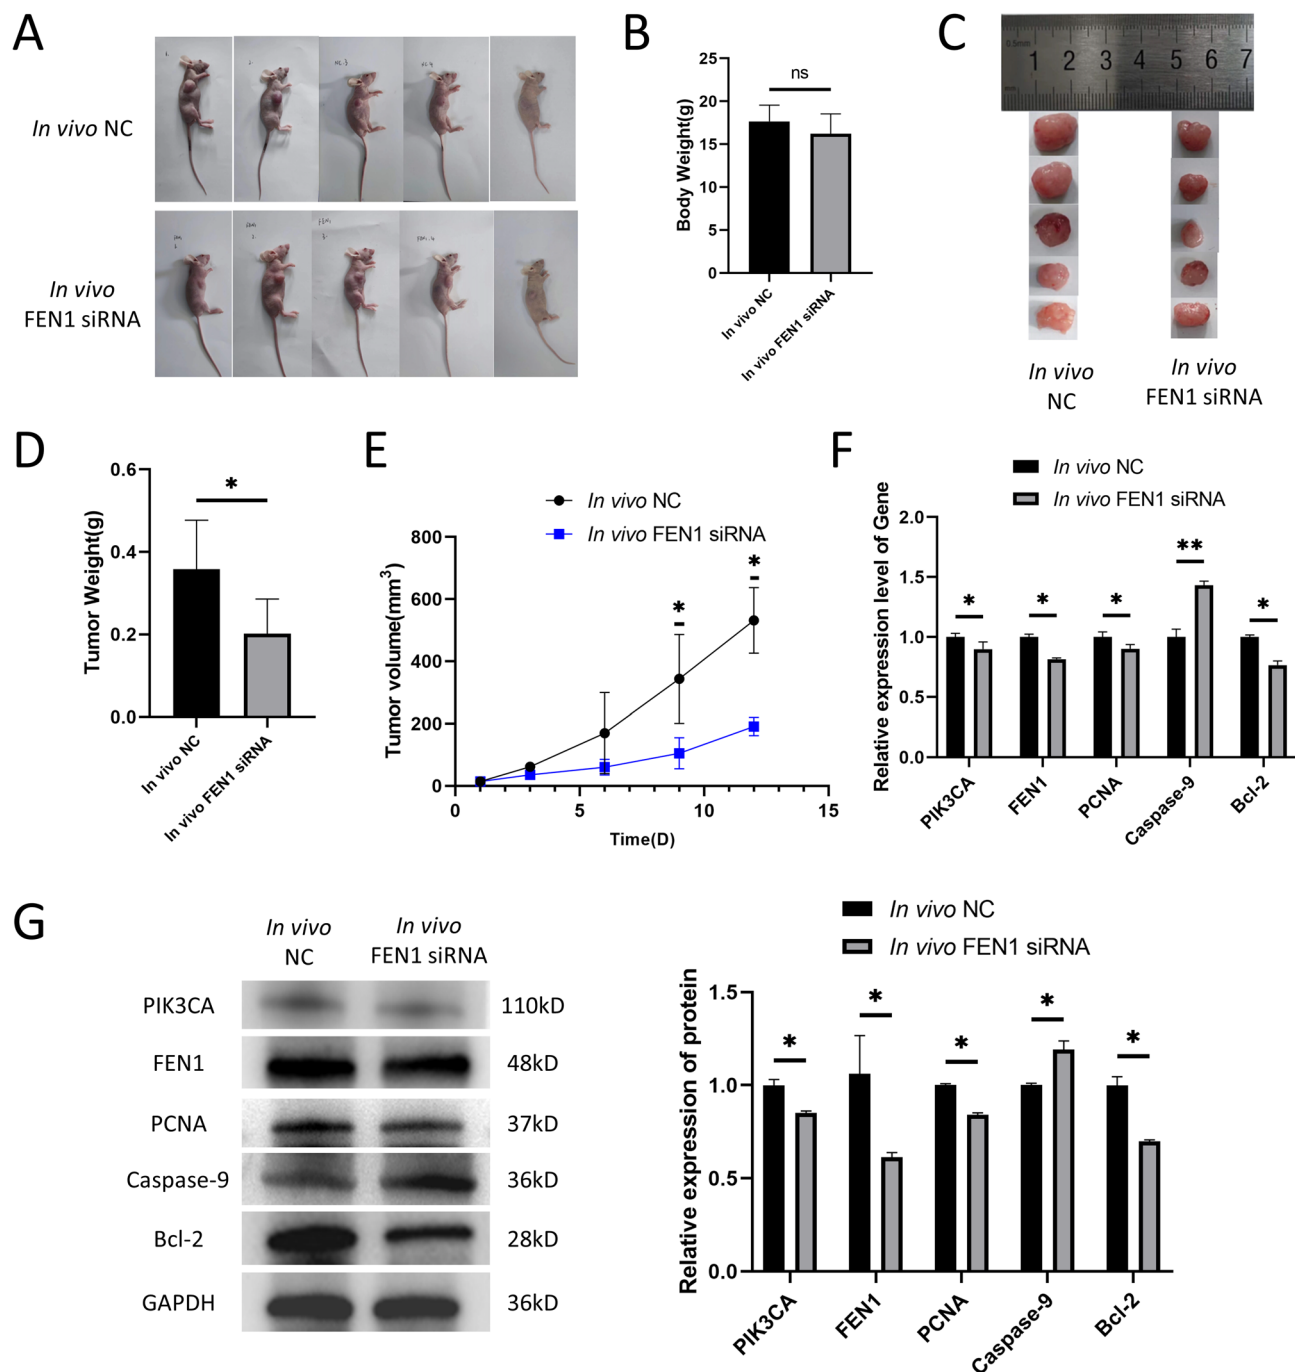 A
In vivo NC
In vivo
FEN1 siRNA
B
Body Weight(g)
25
20
15
10
5
0
ns
In vivo NC
In vivo FEN1 siRNA
C
0.5mm
1 2 3 4 5 6 7
In vivo
NC
In vivo
FEN1 siRNA
D
Tumor Weight(g)
0.6
0.4
0.2
0.0
*
In vivo NC
In vivo FEN1 siRNA
E
In vivo NC
In vivo FEN1 siRNA
Tumor volume(mm3)
800
600
400
200
0
*
*
0 5 10 15
Time(D)
F
In vivo NC
In vivo FEN1 siRNA
Relative expression level of Gene
2.0
1.5
1.0
0.5
0.0
* * * ** *
PIK3CA
FEN1
PCNA
Caspase-9
Bcl-2
G
In vivo
NC
In vivo
FEN1 siRNA
PIK3CA 110kD
FEN1 48kD
PCNA 37kD
Caspase-9 36kD
Bcl-2 28kD
GAPDH 36kD
In vivo NC
In vivo FEN1 siRNA
Relative expression of protein
1.5
1.0
0.5
0.0
* * * * *
PIK3CA
FEN1
PCNA
Caspase-9
Bcl-2